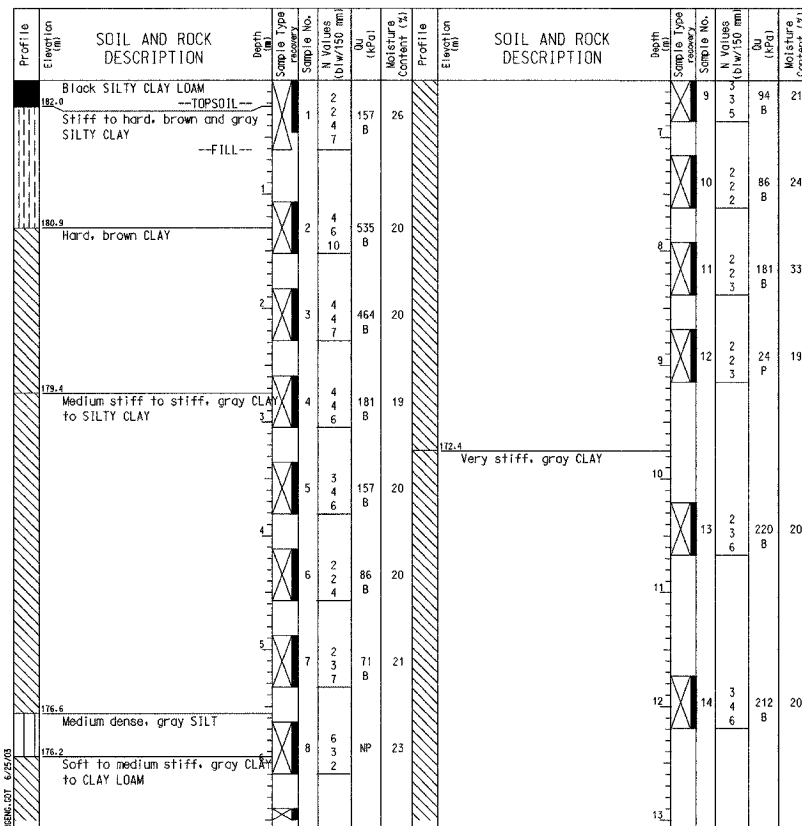 Profile
Elevation (m)
SOIL AND ROCK DESCRIPTION
Depth (m)
Sample Type
recovery
Sample No.
N Values (blw/150 mm)
Qu (kPa)
Moisture Content (%)
Black SILTY CLAY LOAM
182.0 --TOPSOIL--
Stiff to hard, brown and gray
SILTY CLAY
--FILL--
1 2 2 4 7 157 B 26
1
180.9
Hard, brown CLAY
2 4 6 10 535 B 20
2
3 4 4 7 464 B 20
179.4
Medium stiff to stiff, gray CLAY
to SILTY CLAY
3
4 4 4 6 181 B 19
5 3 4 6 157 B 20
4
6 2 2 4 86 B 20
5
7 2 3 7 71 B 21
176.6
Medium dense, gray SILT
8 6 3 2 NP 23
176.2
6
Soft to medium stiff, gray CLAY
to CLAY LOAM
6/25/03
Profile
Elevation (m)
SOIL AND ROCK DESCRIPTION
Depth (m)
Sample Type
recovery
Sample No.
N Values (blw/150 mm)
Qu (kPa)
Moisture Content (%)
9 3 3 5 94 B 21
7
10 2 2 2 86 B 24
8
11 2 2 3 181 B 33
9
12 2 2 3 24 P 19
172.4
Very stiff, gray CLAY
10
13 2 3 6 220 B 20
11
12
14 3 4 6 212 B 20
13